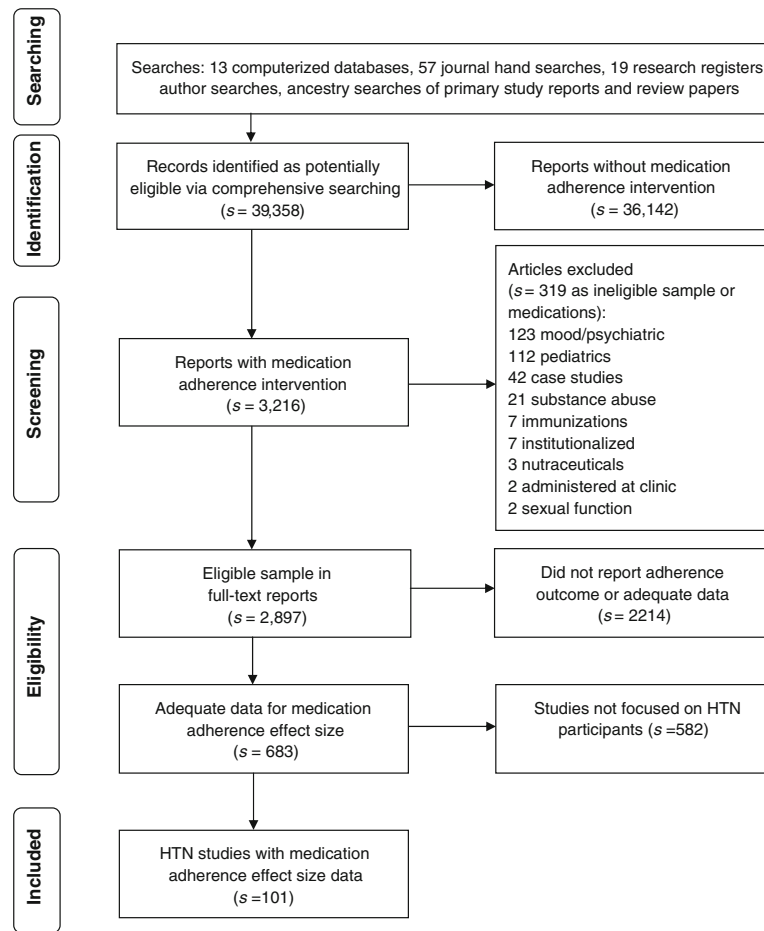 Searching
Searches: 13 computerized databases, 57 journal hand searches, 19 research registers
author searches, ancestry searches of primary study reports and review papers
Identification
Records identified as potentially
eligible via comprehensive searching
(s = 39,358)
Reports without medication
adherence intervention
(s = 36,142)
Screening
Reports with medication
adherence intervention
(s = 3,216)
Articles excluded
(s = 319 as ineligible sample or
medications):
123 mood/psychiatric
112 pediatrics
42 case studies
21 substance abuse
7 immunizations
7 institutionalized
3 nutraceuticals
2 administered at clinic
2 sexual function
Eligibility
Eligible sample in
full-text reports
(s = 2,897)
Did not report adherence
outcome or adequate data
(s = 2214)
Adequate data for medication
adherence effect size
(s = 683)
Studies not focused on HTN
participants (s =582)
Included
HTN studies with medication
adherence effect size data
(s =101)